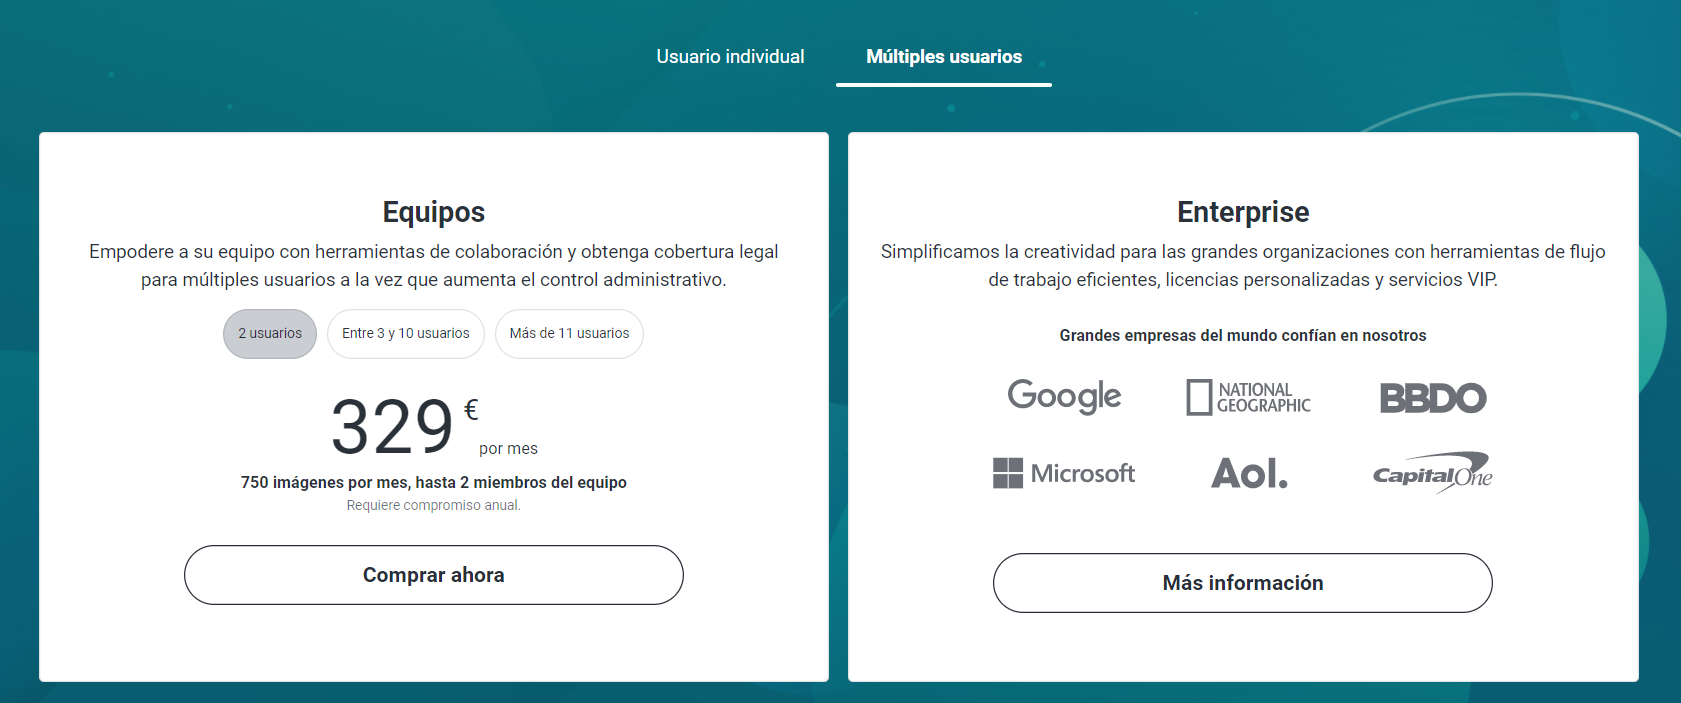 Usuario individual
Múltiples usuarios
Equipos
Empodere a su equipo con herramientas de colaboración y obtenga cobertura legal
para múltiples usuarios a la vez que aumenta el control administrativo.
2 usuarios
Entre 3 y 10 usuarios
Más de 11 usuarios
329 €
por mes
750 imágenes por mes, hasta 2 miembros del equipo
Requiere compromiso anual.
Comprar ahora
Enterprise
Simplificamos la creatividad para las grandes organizaciones con herramientas de flujo
de trabajo eficientes, licencias personalizadas y servicios VIP.
Grandes empresas del mundo confían en nosotros
Google
NATIONAL
GEOGRAPHIC
BBDO
Microsoft
Aol.
CapitalOne
Más información